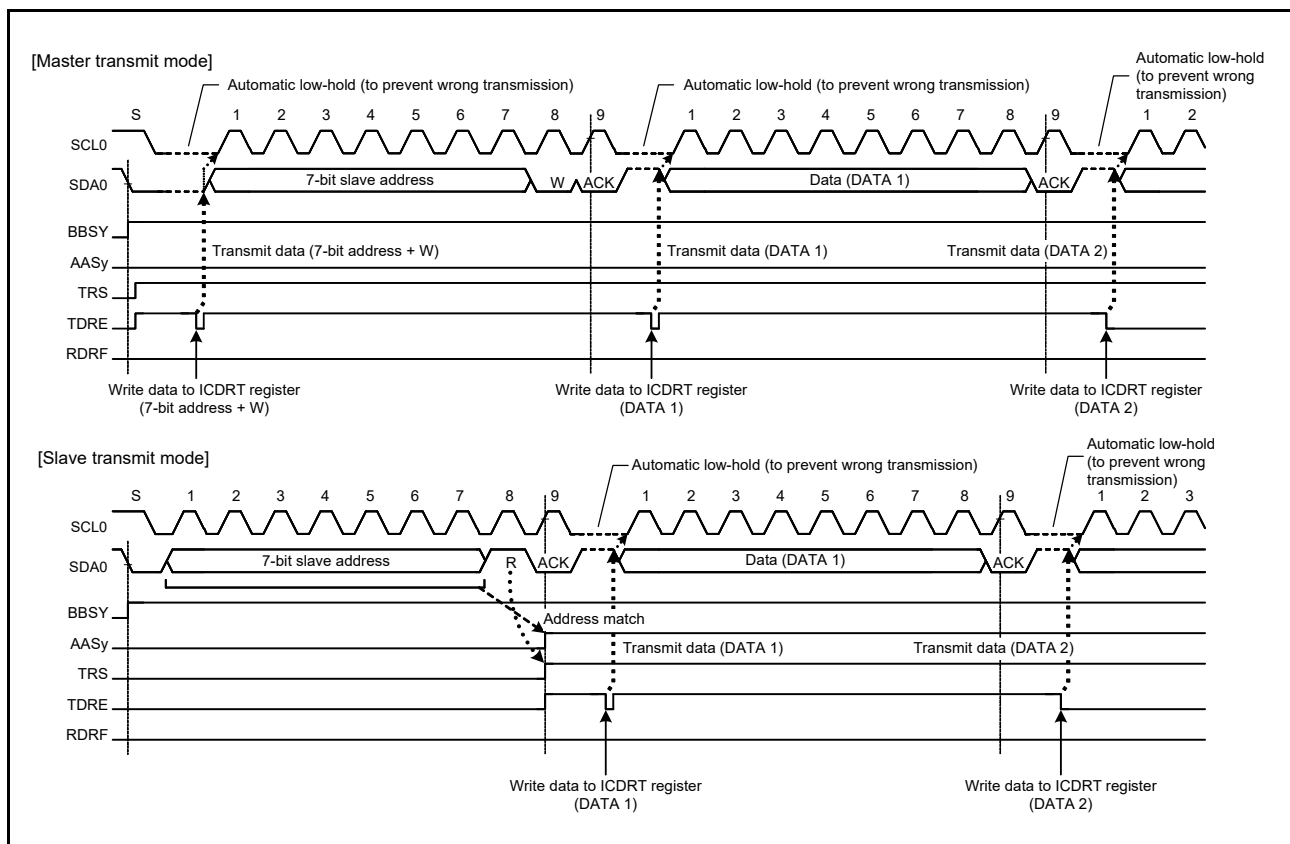 [Master transmit mode]
Automatic low-hold (to prevent wrong transmission)
Automatic low-hold (to prevent wrong transmission)
Automatic low-hold
(to prevent wrong
transmission)
S 1 2 3 4 5 6 7 8 9 1 2 3 4 5 6 7 8 9 1 2
SCL0
SDA0 7-bit slave address W ACK Data (DATA 1) ACK
BBSY
Transmit data (7-bit address + W) Transmit data (DATA 1) Transmit data (DATA 2)
AASy
TRS
TDRE
RDRF
Write data to ICDRT register
(7-bit address + W)
Write data to ICDRT register
(DATA 1)
Write data to ICDRT register
(DATA 2)
[Slave transmit mode]
Automatic low-hold (to prevent wrong transmission)
Automatic low-hold
(to prevent wrong
transmission)
S 1 2 3 4 5 6 7 8 9 1 2 3 4 5 6 7 8 9 1 2 3
SCL0
SDA0 7-bit slave address R ACK Data (DATA 1) ACK
BBSY
Address match
AASy
Transmit data (DATA 1) Transmit data (DATA 2)
TRS
TDRE
RDRF
Write data to ICDRT register
(DATA 1)
Write data to ICDRT register
(DATA 2)